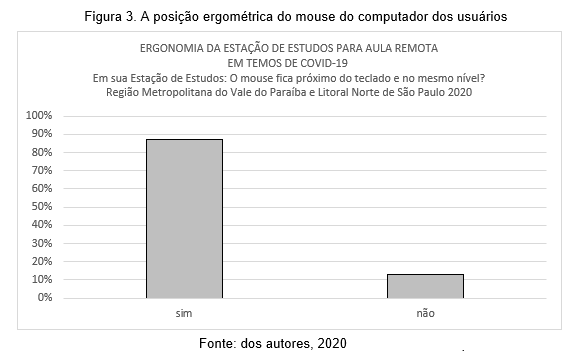 Figura 3. A posição ergométrica do mouse do computador dos usuários
ERGONOMIA DA ESTAÇÃO DE ESTUDOS PARA AULA REMOTA
EM TEMOS DE COVID-19
Em sua Estação de Estudos: O mouse fica próximo do teclado e no mesmo nível?
Região Metropolitana do Vale do Paraíba e Litoral Norte de São Paulo 2020
100%
90%
80%
70%
60%
50%
40%
30%
20%
10%
0%
sim não
Fonte: dos autores, 2020